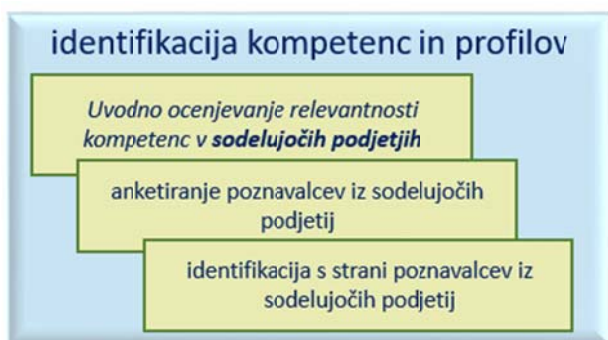 identifikacija kompetenc in profilov
Uvodno ocenjevanje relevantnosti
kompetenc v sodelujočih podjetjih
anketiranje poznavalcev iz sodelujočih
podjetij
identifikacija s strani poznavalcev iz
sodelujočih podjetij